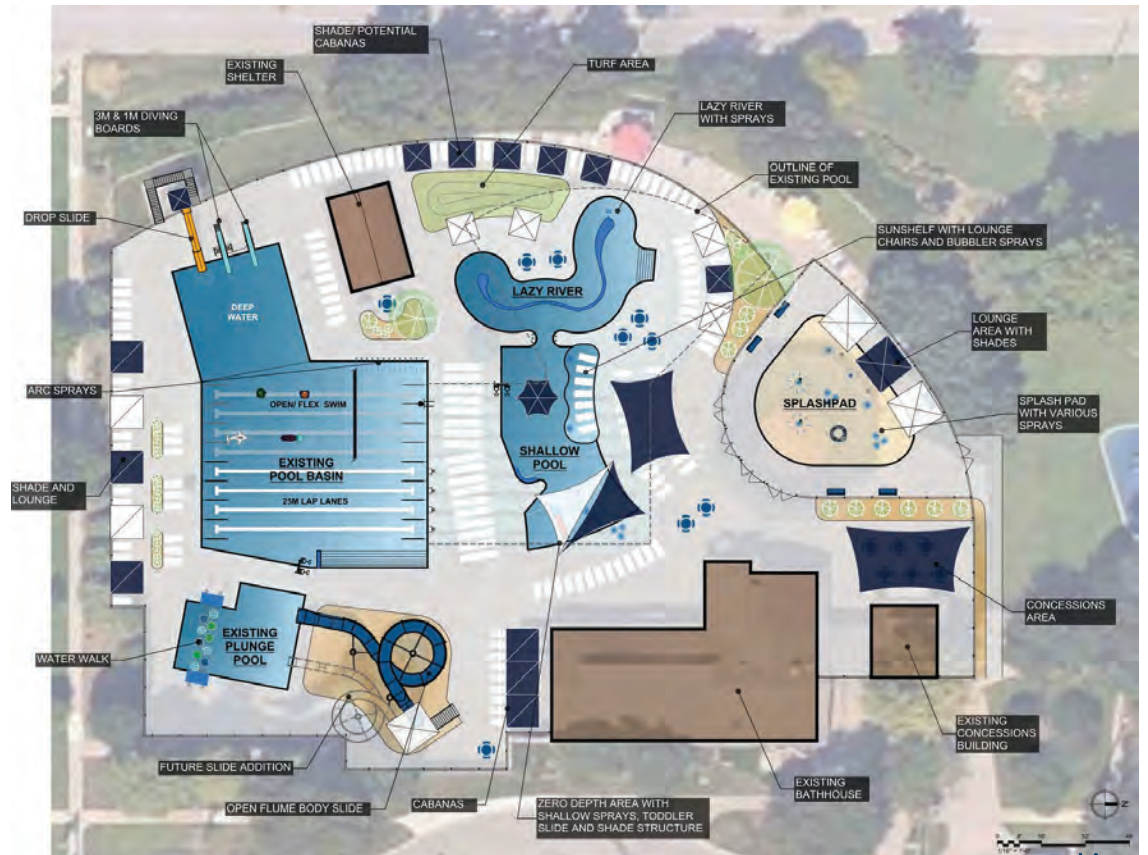 SHADE/ POTENTIAL
CABANAS
EXISTING
SHELTER
TURF AREA
3M & 1M DIVING
BOARDS
LAZY RIVER
WITH SPRAYS
OUTLINE OF
EXISTING POOL
DROP SLIDE
SUNSHELF WITH LOUNGE
CHAIRS AND BUBBLER SPRAYS
LAZY RIVER
DEEP
WATER
LOUNGE
AREA WITH
SHADES
ARC SPRAYS
OPEN/ FLEX SWIM
SPLASHPAD
SPLASH PAD
WITH VARIOUS
SPRAYS
SHALLOW
POOL
EXISTING
POOL BASIN
SHADE AND
LOUNGE
25M LAP LANES
CONCESSIONS
AREA
EXISTING
PLUNGE
POOL
WATER WALK
EXISTING
CONCESSIONS
BUILDING
FUTURE SLIDE ADDITION
EXISTING
BATHHOUSE
OPEN FLUME BODY SLIDE
CABANAS
ZERO DEPTH AREA WITH
SHALLOW SPRAYS, TODDLER
SLIDE AND SHADE STRUCTURE
N